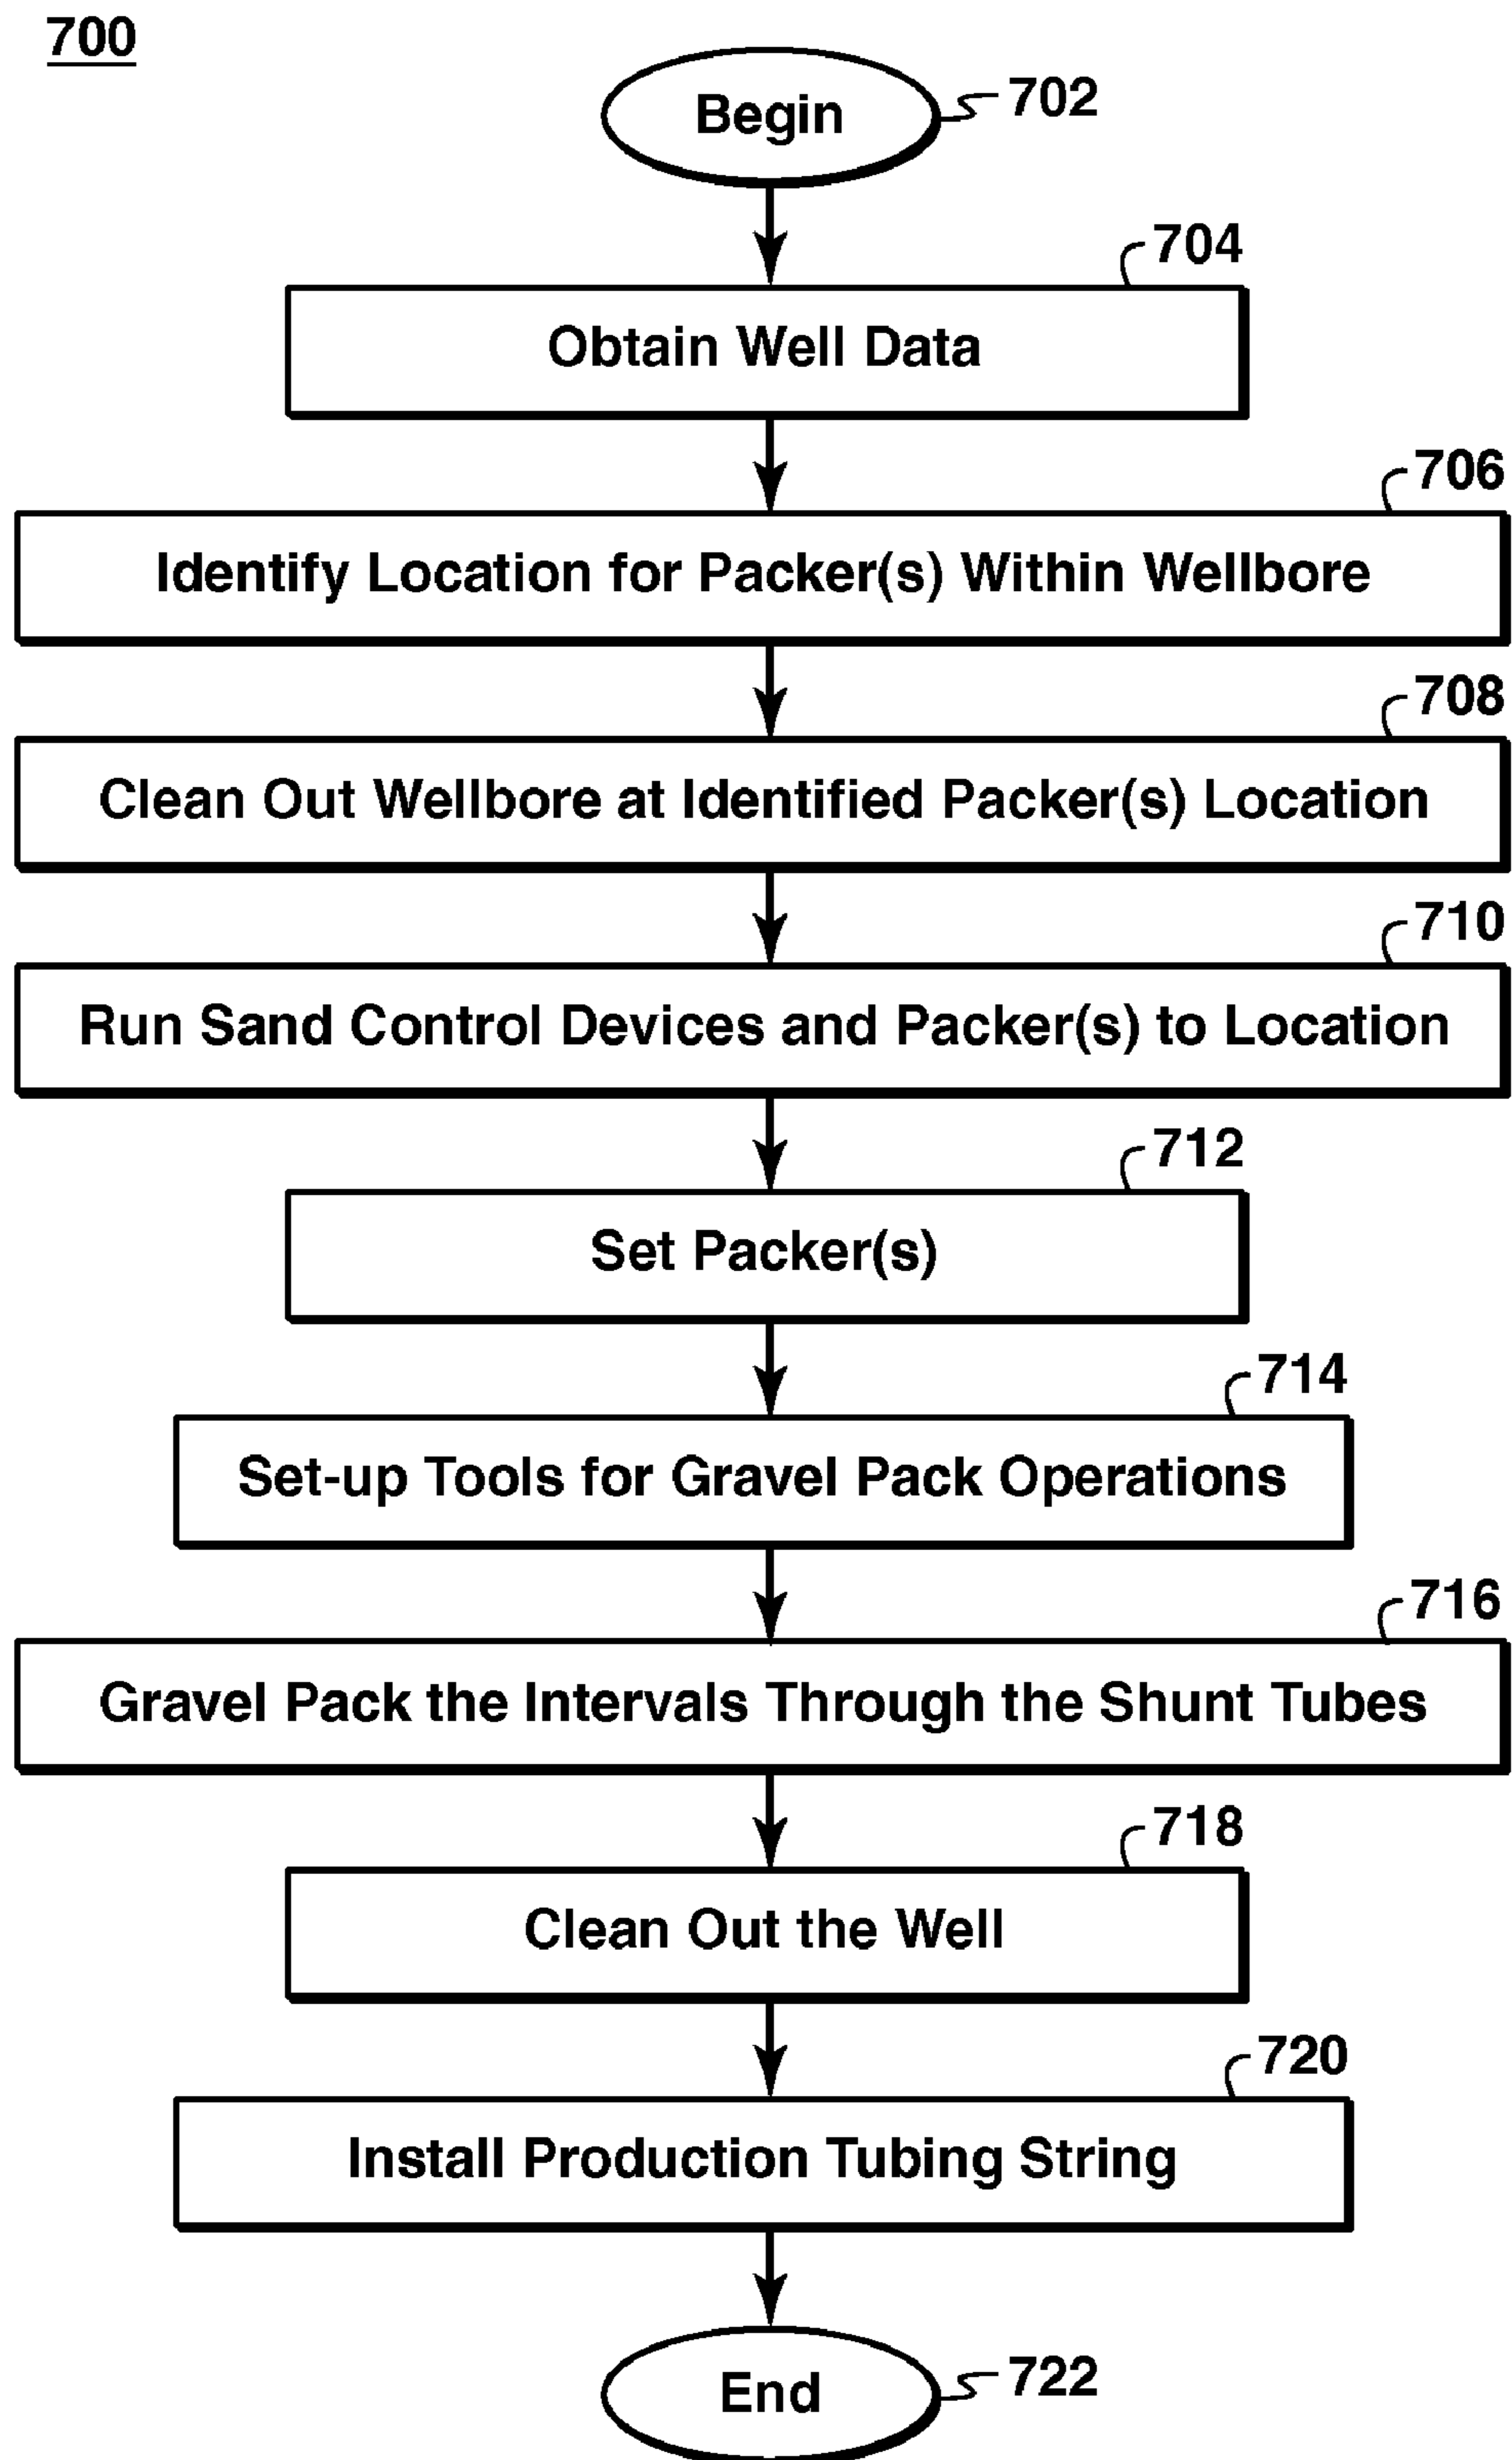 700
Begin
702
704
Obtain Well Data
706
Identify Location for Packer(s) Within Wellbore
708
Clean Out Wellbore at Identified Packer(s) Location
710
Run Sand Control Devices and Packer(s) to Location
712
Set Packer(s)
714
Set-up Tools for Gravel Pack Operations
716
Gravel Pack the Intervals Through the Shunt Tubes
718
Clean Out the Well
720
Install Production Tubing String
End
722